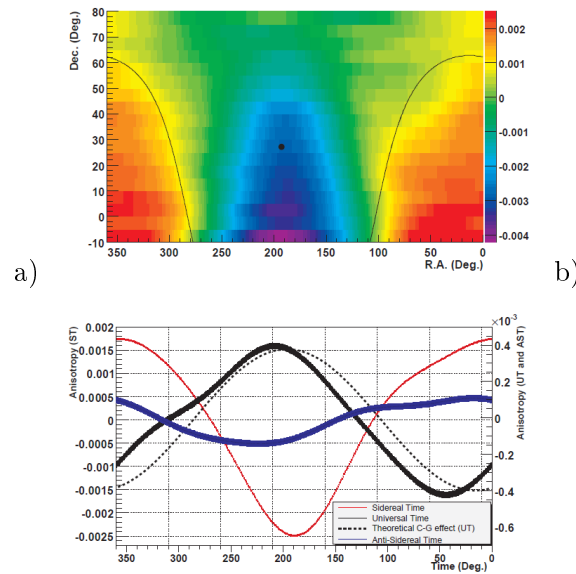 Dec. (Deg.)
80
70
60
50
40
30
20
10
0
-10
350 300 250 200 150 100 50 0
R.A. (Deg.)
0.002
0.001
0
-0.001
-0.002
-0.003
-0.004
a)
b)
Anisotropy (ST)
0.002
0.0015
0.001
0.0005
0
-0.0005
-0.001
-0.0015
-0.002
-0.0025
×10⁻³
0.4
0.2
0
-0.2
-0.4
-0.6
Anisotropy (UT and AST)
Sidereal Time
Universal Time
Theoretical C-G effect (UT)
Anti-Sidereal Time
350 300 250 200 150 100 50 0
Time (Deg.)